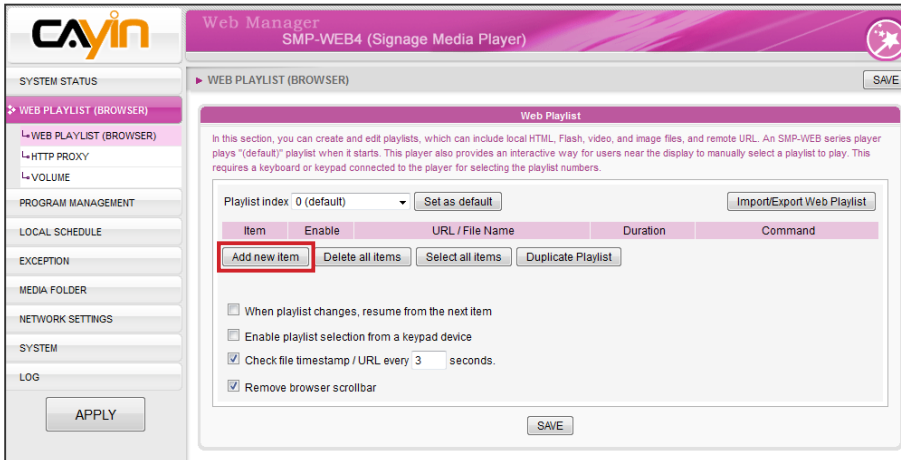 CAYIN
Web Manager
SMP-WEB4 (Signage Media Player)
SYSTEM STATUS
WEB PLAYLIST (BROWSER)
WEB PLAYLIST (BROWSER)
HTTP PROXY
VOLUME
PROGRAM MANAGEMENT
LOCAL SCHEDULE
EXCEPTION
MEDIA FOLDER
NETWORK SETTINGS
SYSTEM
LOG
APPLY
WEB PLAYLIST (BROWSER)
SAVE
Web Playlist
In this section, you can create and edit playlists, which can include local HTML, Flash, video, and image files, and remote URL. An SMP-WEB series player
plays "(default)" playlist when it starts. This player also provides an interactive way for users near the display to manually select a playlist to play. This
requires a keyboard or keypad connected to the player for selecting the playlist numbers.
Playlist index 0 (default) Set as default Import/Export Web Playlist
Item Enable URL / File Name Duration Command
Add new item Delete all items Select all items Duplicate Playlist
When playlist changes, resume from the next item
Enable playlist selection from a keypad device
Check file timestamp / URL every 3 seconds.
Remove browser scrollbar
SAVE